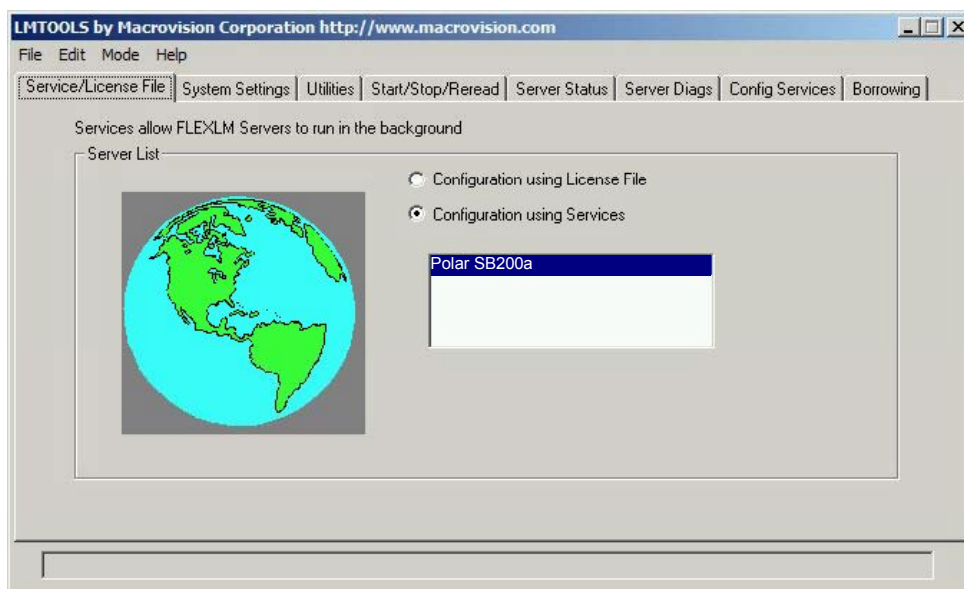 LMTOOLS by Macrovision Corporation http://www.macrovision.com
File Edit Mode Help
Service/License File System Settings Utilities Start/Stop/Reread Server Status Server Diags Config Services Borrowing
Services allow FLEXLM Servers to run in the background
Server List
Configuration using License File
Configuration using Services
Polar SB200a